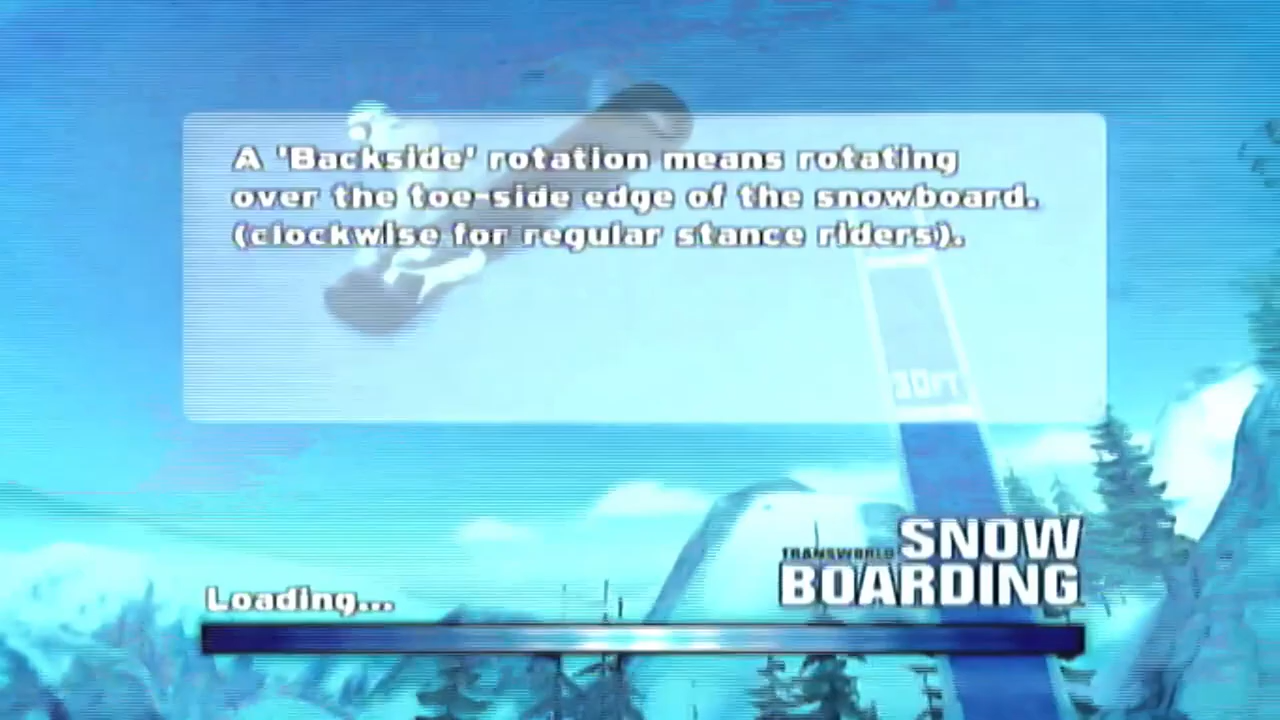 A 'Backside' rotation means rotating
over the toe-side edge of the snowboard.
(clockwise for regular stance riders).
30FT
TRANSWORLD SNOW
BOARDING
Loading...